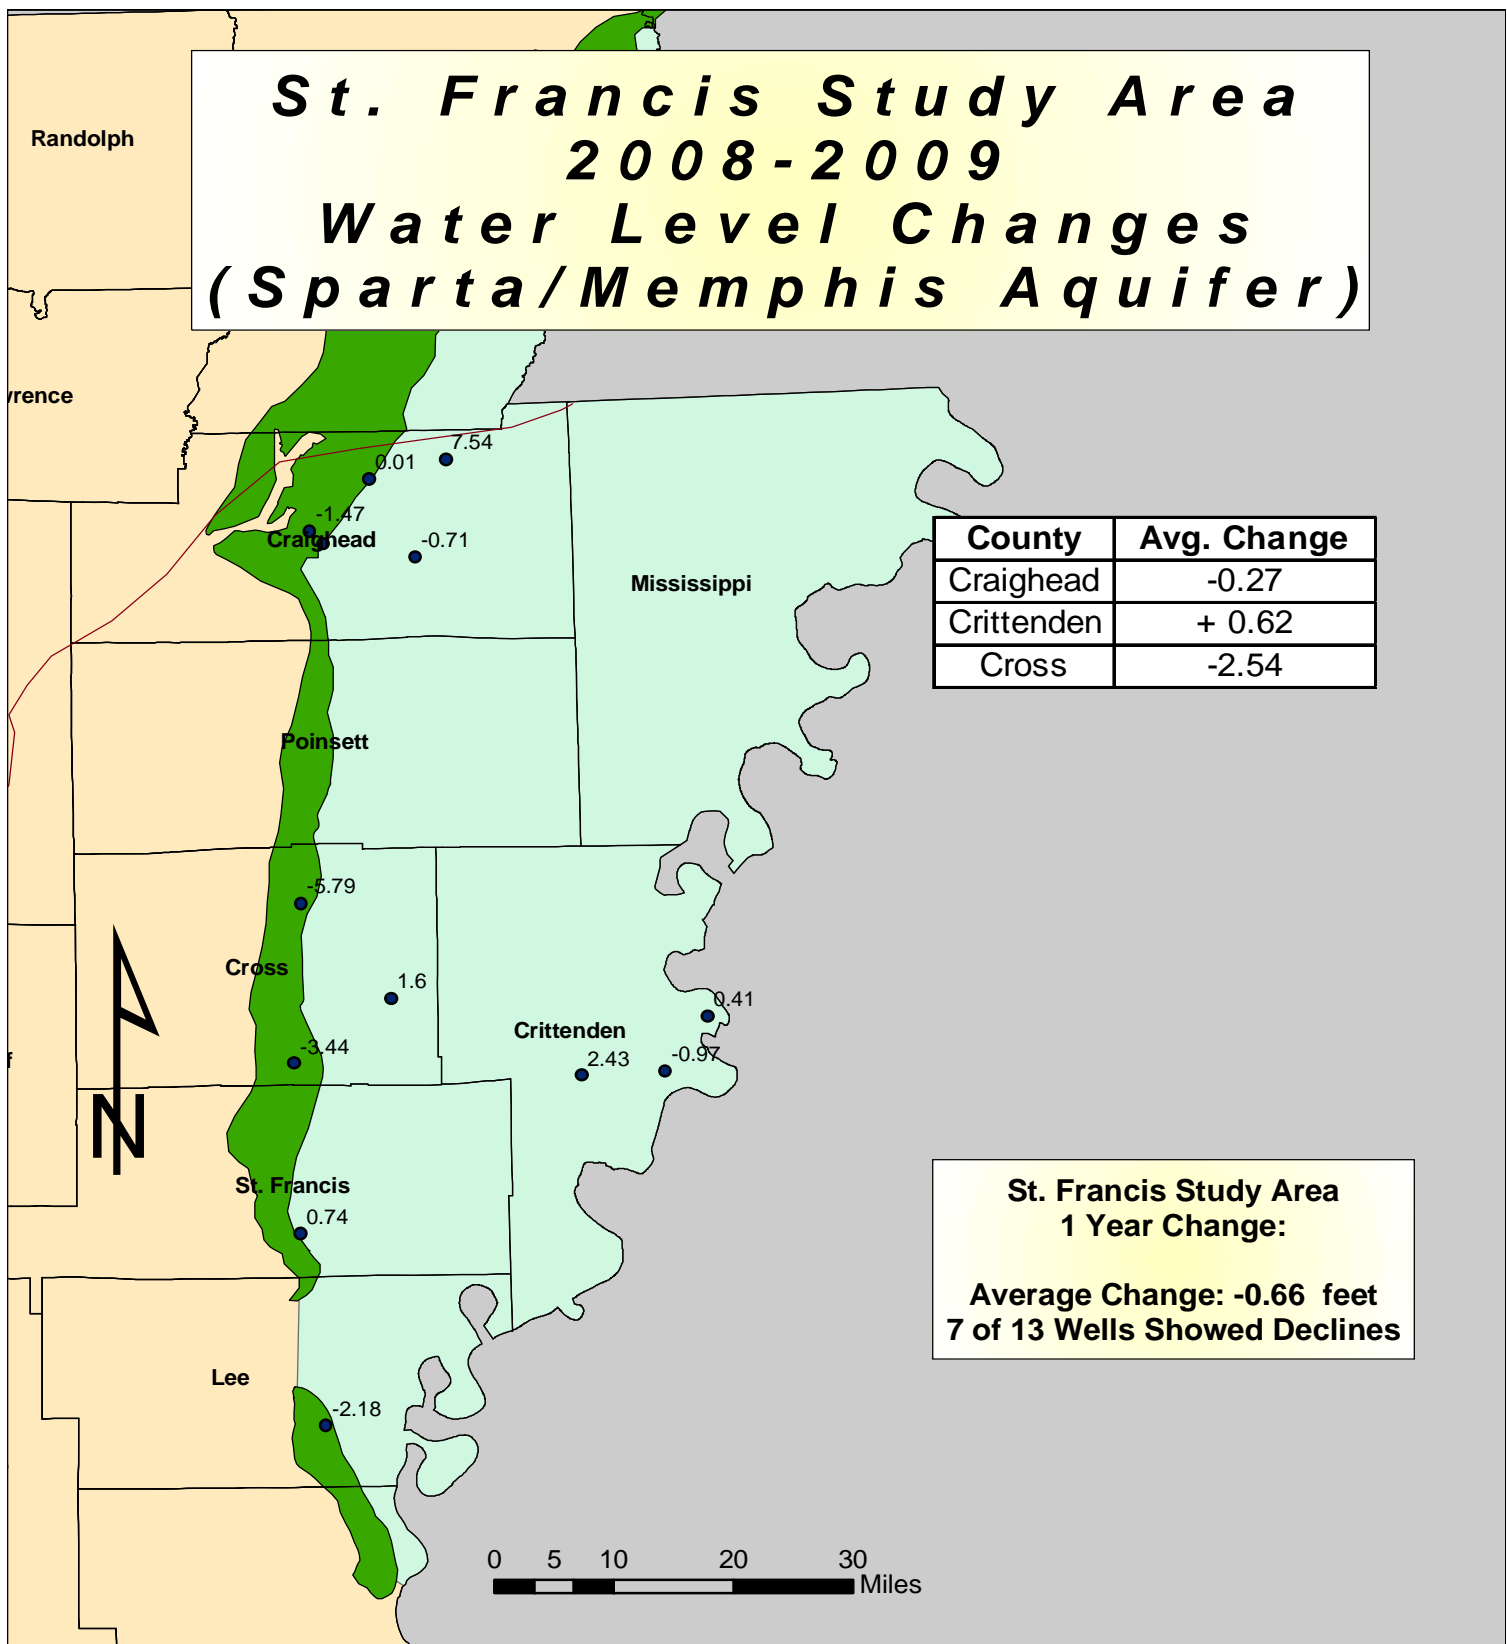 St. Francis Study Area
2008-2009
Water Level Changes
(Sparta/Memphis Aquifer)
Randolph
wrence
7.54
0.01
-1.47
Craighead
-0.71
Mississippi
County Avg. Change
Craighead -0.27
Crittenden + 0.62
Cross -2.54
Poinsett
-5.79
Cross
1.6
0.41
Crittenden
-3.44
2.43
-0.97
f
N
St. Francis
0.74
St. Francis Study Area
1 Year Change:
Average Change: -0.66 feet
7 of 13 Wells Showed Declines
Lee
-2.18
0 5 10 20 30
Miles